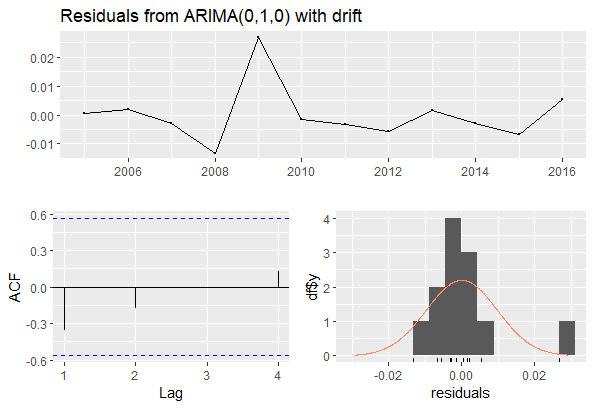 Residuals from ARIMA(0,1,0) with drift
0.02
0.01
0.00
-0.01
2006 2008 2010 2012 2014 2016
0.6
0.3
0.0
-0.3
-0.6
ACF
1 2 3 4
Lag
4
3
2
1
0
-0.02 0.00 0.02
residuals